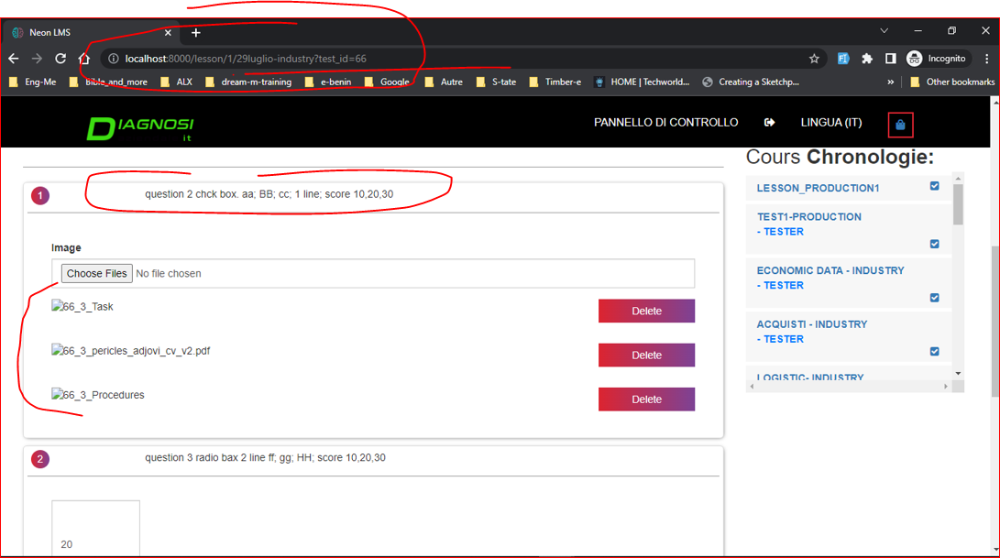 Neon LMS
localhost:8000/lesson/1/29luglio-industry?test_id=66
Incognito
Eng-Me Bible_and_more ALX dream-m-training e-benin Google Autre S-tate Timber-e HOME | Techworld... Creating a Sketchp... » Other bookmarks
DIAGNOSI
it
PANNELLO DI CONTROLLO LINGUA (IT)
Cours Chronologie:
1 question 2 chck box. aa; BB; cc; 1 line; score 10,20,30
Image
Choose Files No file chosen
66_3_Task Delete
66_3_pericles_adjovi_cv_v2.pdf Delete
66_3_Procedures Delete
2 question 3 radio bax 2 line ff; gg; HH; score 10,20,30
20
LESSON_PRODUCTION1
TEST1-PRODUCTION
- TESTER
ECONOMIC DATA - INDUSTRY
- TESTER
ACQUISTI - INDUSTRY
- TESTER
LOGISTIC- INDUSTRY